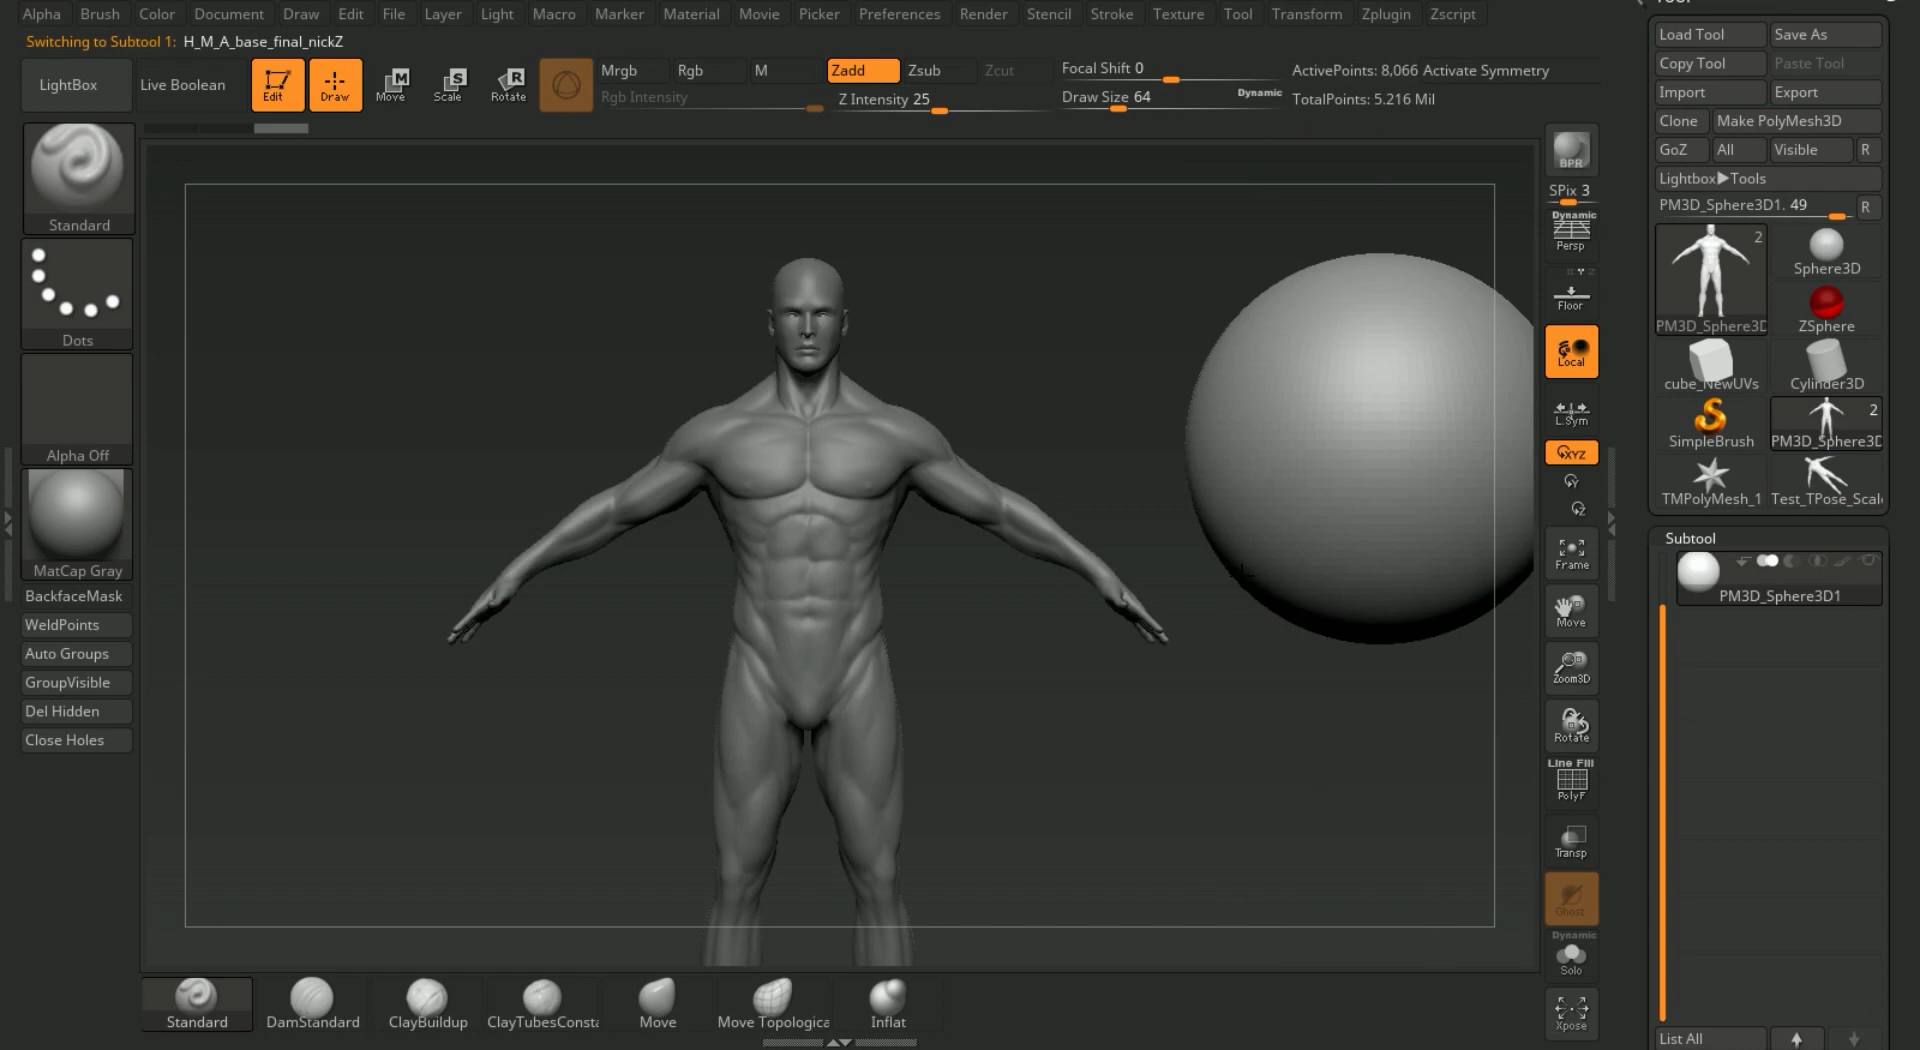 Alpha Brush Color Document Draw Edit File Layer Light Macro Marker Material Movie Picker Preferences Render Stencil Stroke Texture Tool Transform Zplugin Zscript
Switching to Subtool 1: H_M_A_base_final_nickZ
LightBox
Live Boolean
Edit
Draw
Move
M
Scale
S
Rotate
R
Mrgb
Rgb
M
Rgb Intensity
Zadd
Zsub
Zcut
Z Intensity 25
Focal Shift 0
Draw Size 64
Dynamic
ActivePoints: 8,066
Activate Symmetry
TotalPoints: 5.216 Mil
Standard
Dots
Alpha Off
MatCap Gray
BackfaceMask
WeldPoints
Auto Groups
GroupVisible
Del Hidden
Close Holes
BPR
SPix 3
Dynamic
Persp
Floor
Local
L.Sym
XYZ
Y
Z
Frame
Move
Zoom3D
Rotate
Line Fill
PolyF
Transp
Ghost
Dynamic
Solo
Xpose
Load Tool
Save As
Copy Tool
Paste Tool
Import
Export
Clone
Make PolyMesh3D
GoZ
All
Visible
R
Lightbox▶Tools
PM3D_Sphere3D1. 49
R
2
PM3D_Sphere3D
Sphere3D
ZSphere
cube_NewUVs
Cylinder3D
SimpleBrush
2
PM3D_Sphere3D
TMPolyMesh_1
Test_TPose_Scal
Subtool
PM3D_Sphere3D1
List All
Standard
DamStandard
ClayBuildup
ClayTubesConsta
Move
Move Topologica
Inflat